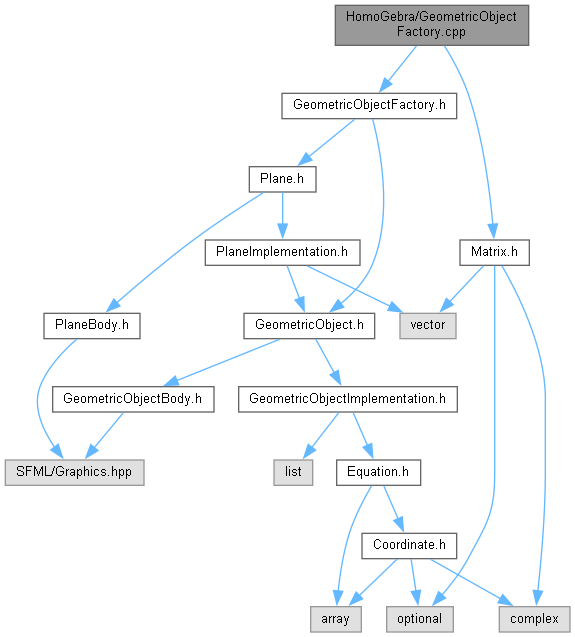 HomoGebra/GeometricObject
Factory.cpp
GeometricObjectFactory.h
Plane.h
PlaneImplementation.h
Matrix.h
PlaneBody.h
GeometricObject.h
vector
GeometricObjectBody.h
GeometricObjectImplementation.h
SFML/Graphics.hpp
list
Equation.h
Coordinate.h
array
optional
complex